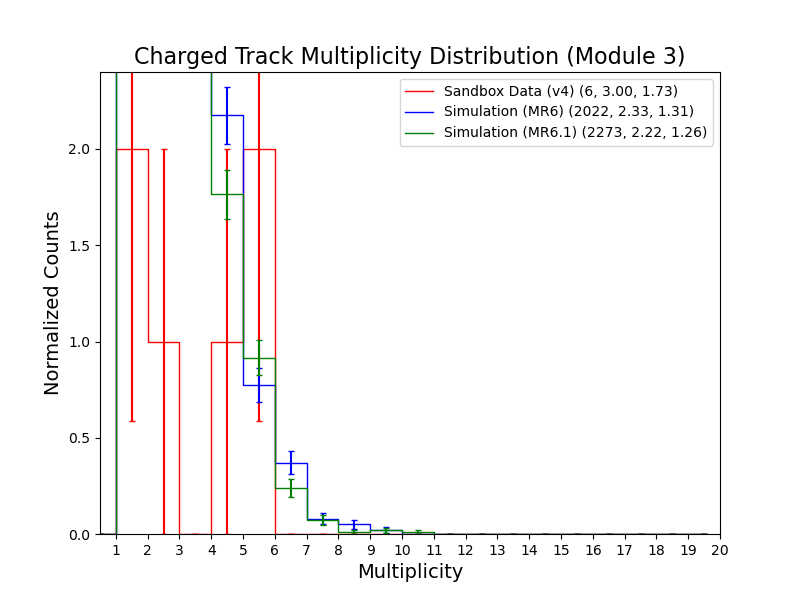 Charged Track Multiplicity Distribution (Module 3)
Sandbox Data (v4) (6, 3.00, 1.73)
Simulation (MR6) (2022, 2.33, 1.31)
Simulation (MR6.1) (2273, 2.22, 1.26)
Normalized Counts
2.0
1.5
1.0
0.5
0.0
1 2 3 4 5 6 7 8 9 10 11 12 13 14 15 16 17 18 19 20
Multiplicity